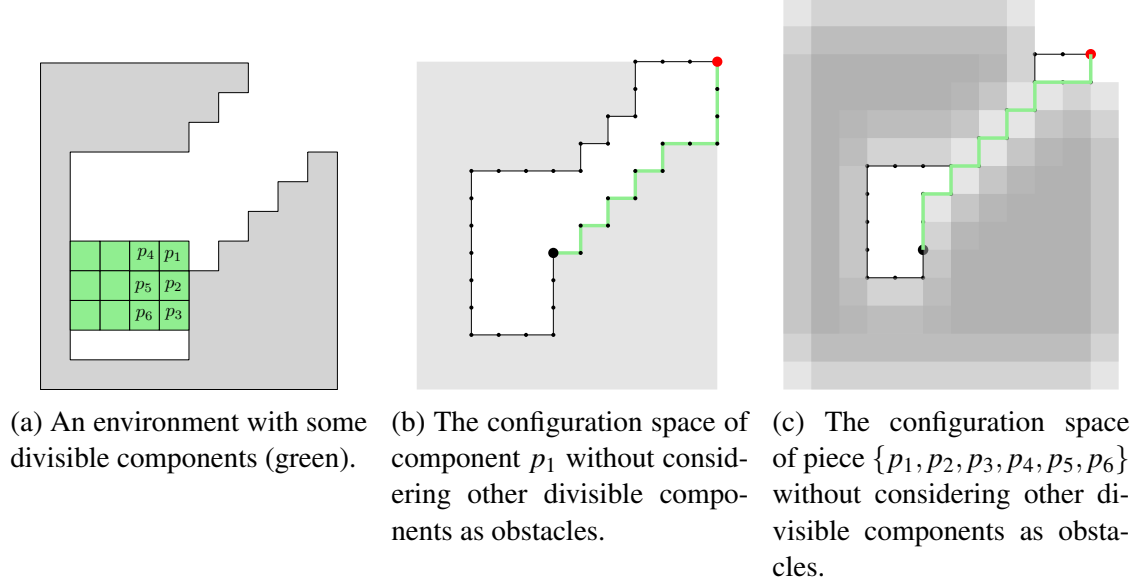 p₄ p₁
p₅ p₂
p₆ p₃
(a) An environment with some
divisible components (green).
(b) The configuration space of
component p₁ without consid-
ering other divisible compo-
nents as obstacles.
(c) The configuration space
of piece {p₁, p₂, p₃, p₄, p₅, p₆}
without considering other di-
visible components as obsta-
cles.